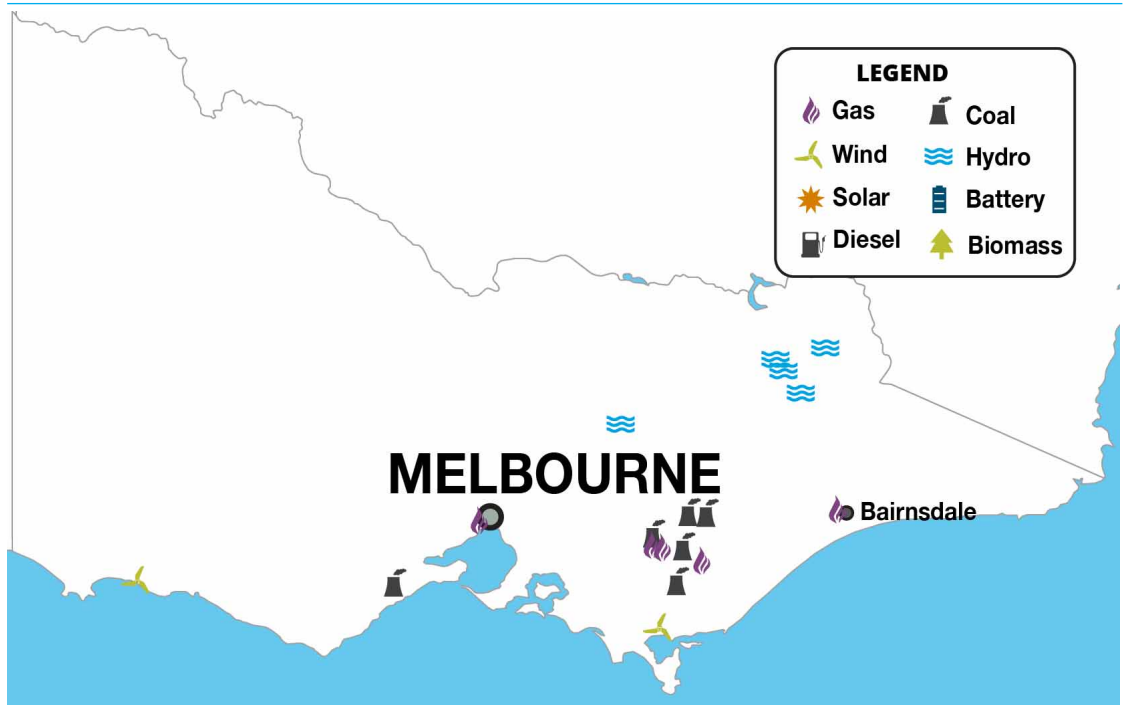 LEGEND
Gas
Coal
Wind
Hydro
Solar
Battery
Diesel
Biomass
MELBOURNE
Bairnsdale